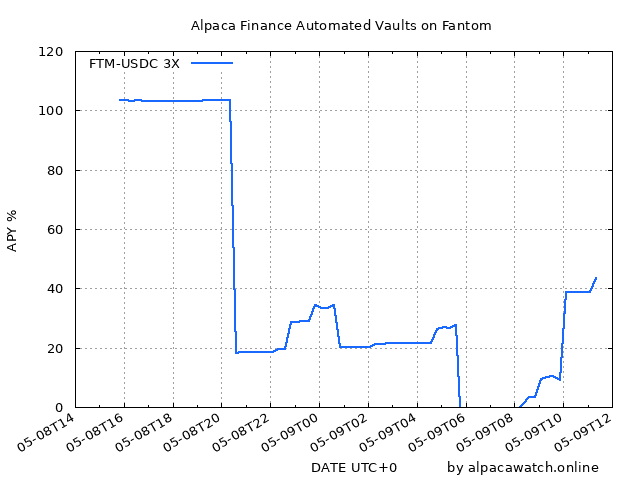 Alpaca Finance Automated Vaults on Fantom
FTM-USDC 3X
APY %
120
100
80
60
40
20
0
05-08T14
05-08T16
05-08T18
05-08T20
05-08T22
05-09T00
05-09T02
05-09T04
05-09T06
05-09T08
05-09T10
05-09T12
DATE UTC+0
by alpacawatch.online